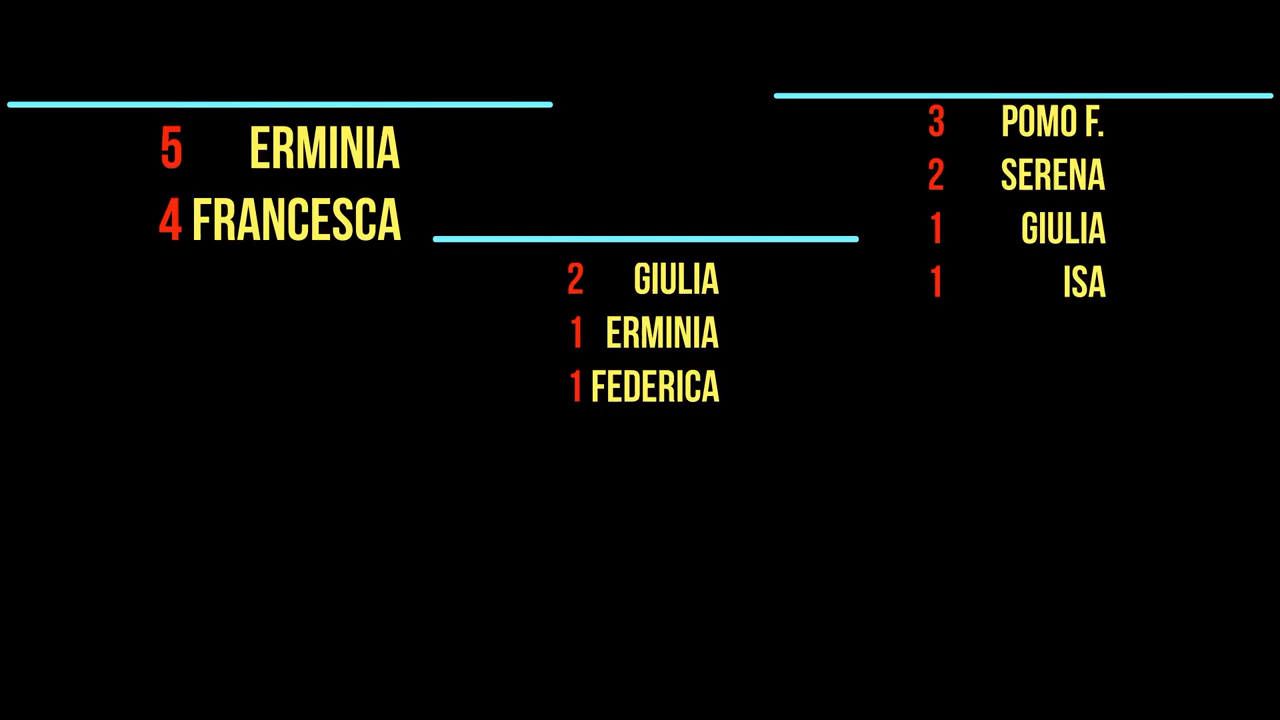 5 ERMINIA
4 FRANCESCA
2 GIULIA
1 ERMINIA
1 FEDERICA
3 POMO F.
2 SERENA
1 GIULIA
1 ISA